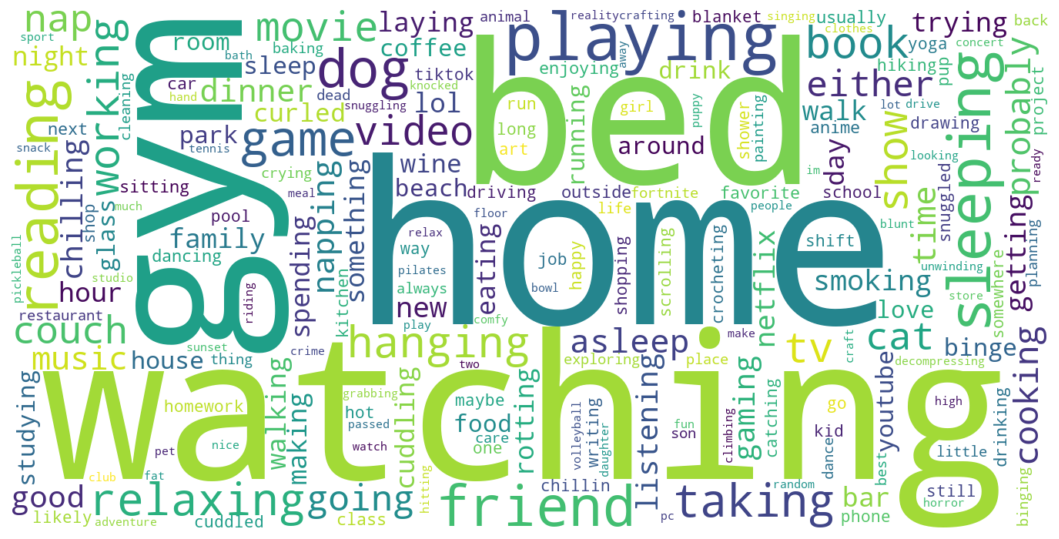 nap
night
room
movie
laying
coffee
animal
realitycrafting
blanket
singing
usually
clothes
trying
back
sport
baking
sleep
dog
tiktok
playing
enjoying
drink
book
yoga
hiking
concert
either
pup
car
bath
hand
dead
snuggling
knocked
away
dinner
curled
lol
bed
run
girl
long
art
running
shower
puppy
painting
walk
anime
lot
drive
drawing
project
probably
reading
working
cleaning
gym
park
tennis
game
video
around
day
show
looking
sleeping
next
snack
crying
wine
beach
driving
outside
fortnite
favorite
im
school
ready
sitting
chilling
shop
much
glass
meal
pool
napping
something
floor
life
people
blunt
time
getting
planning
family
dancing
relax
way
home
job
happy
shopping
scrolling
crocheting
shift
unwinding
somewhere
pickleball
studio
hour
riding
spending
pilates
always
eating
bowl
netflix
smoking
love
store
restaurant
couch
sunset
kitchen
new
play
comfy
music
house
thing
crime
hanging
two
asleep
exploring
place
make
tv
craft
cat
binge
decompressing
cooking
studying
watching
homework
walking
making
grabbing
hot
passed
cuddling
maybe
food
care
one
rotting
volleyball
daughter
writing
listening
son
fun
climbing
gaming
catching
kid
go
dance
best
youtube
high
little
drinking
binging
nice
pet
watch
club
fat
hitting
chillin
pc
random
still
horror
good
relaxing
going
friend
taking
bar
phone
likely
adventure
cuddled
class